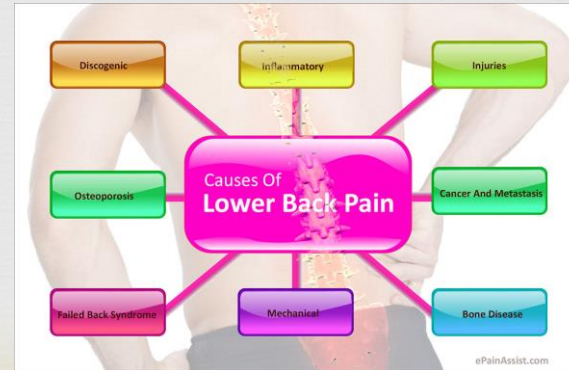 Discogenic
Inflammatory
Injuries
Causes Of
Lower Back Pain
Osteoporosis
Cancer And Metastasis
Failed Back Syndrome
Mechanical
Bone Disease
ePainAssist.com